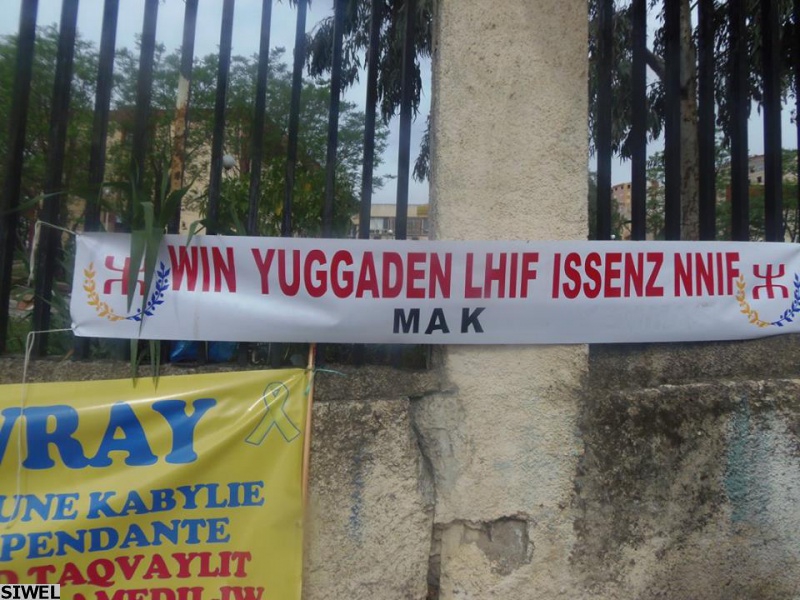 WIN YUGGADEN LHIF ISSENZ NNIF
MAK
VRAY
UNE KABYLIE
PENDANTE
TAQVAYLIT
SIWEL